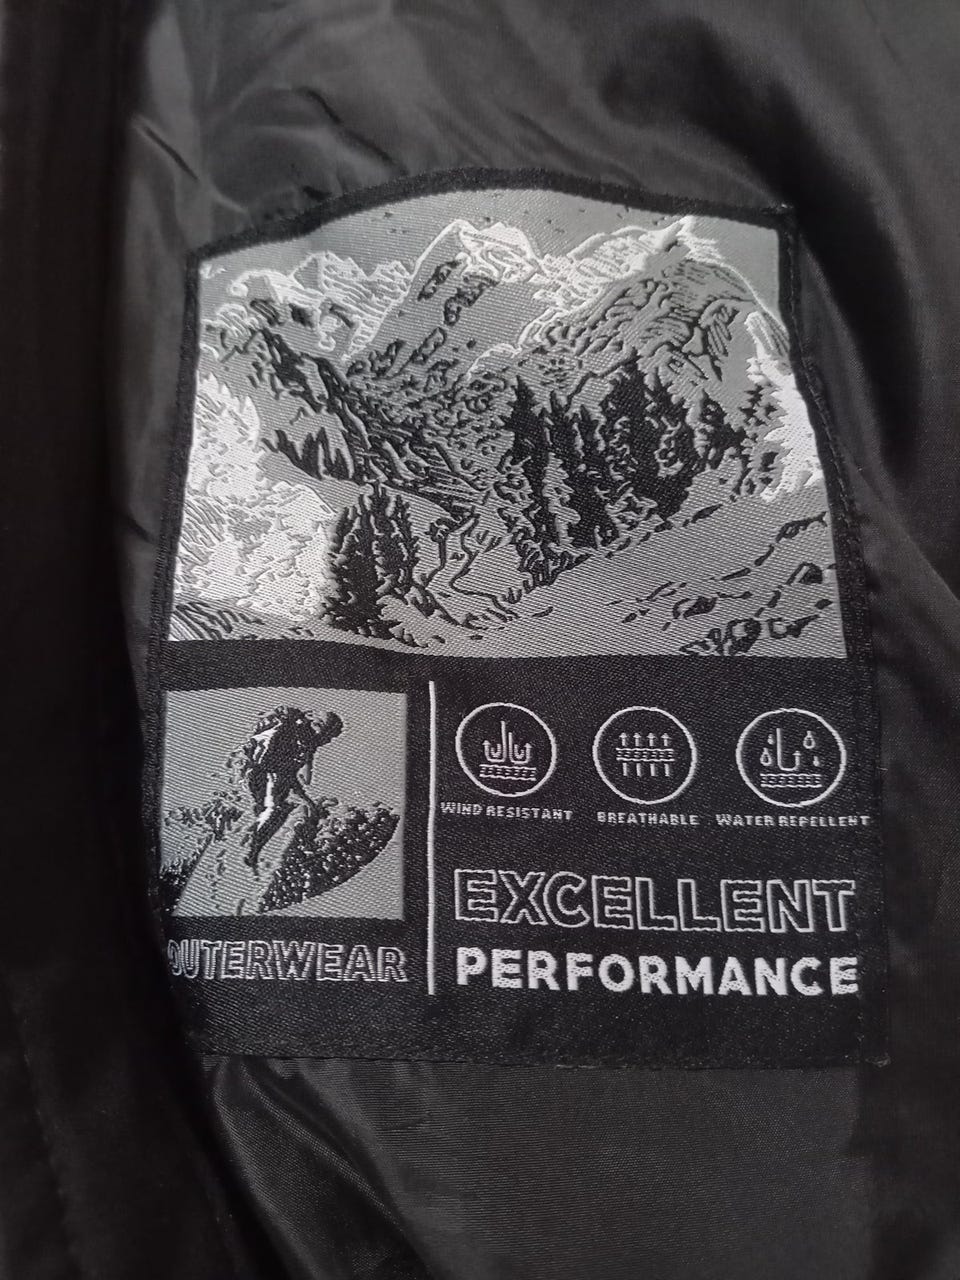 WIND RESISTANT
BREATHABLE
WATER REPELLENT
EXCELLENT
PERFORMANCE
OUTERWEAR